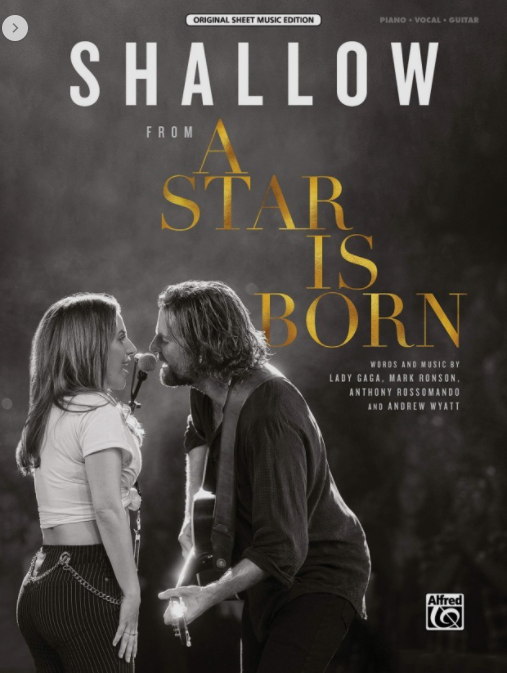 ORIGINAL SHEET MUSIC EDITION
PIANO • VOCAL • GUITAR
SHALLOW
FROM A
STAR
IS
BORN
WORDS AND MUSIC BY
LADY GAGA, MARK RONSON,
ANTHONY ROSSOMANDO
AND ANDREW WYATT
Alfred